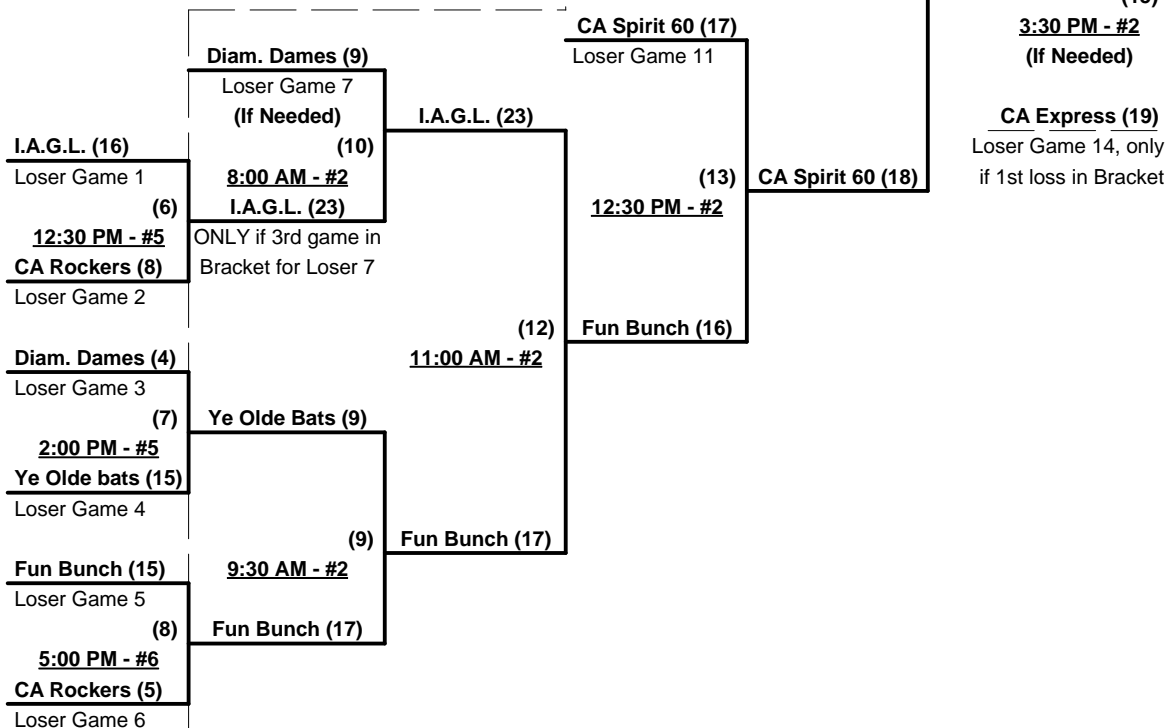 (15)
CA Spirit 60 (17)
3:30 PM - #2
Loser Game 11
(If Needed)
Diam. Dames (9)
Loser Game 7
(If Needed)
I.A.G.L. (23)
CA Express (19)
I.A.G.L. (16)
(10)
Loser Game 14, only
Loser Game 1
8:00 AM - #2
(13)
CA Spirit 60 (18)
if 1st loss in Bracket
(6)
I.A.G.L. (23)
12:30 PM - #2
12:30 PM - #5
ONLY if 3rd game in
CA Rockers (8)
Bracket for Loser 7
Loser Game 2
(12)
Fun Bunch (16)
Diam. Dames (4)
11:00 AM - #2
Loser Game 3
(7)
Ye Olde Bats (9)
2:00 PM - #5
Ye Olde bats (15)
Loser Game 4
(9)
Fun Bunch (17)
Fun Bunch (15)
9:30 AM - #2
Loser Game 5
(8)
Fun Bunch (17)
5:00 PM - #6
CA Rockers (5)
Loser Game 6